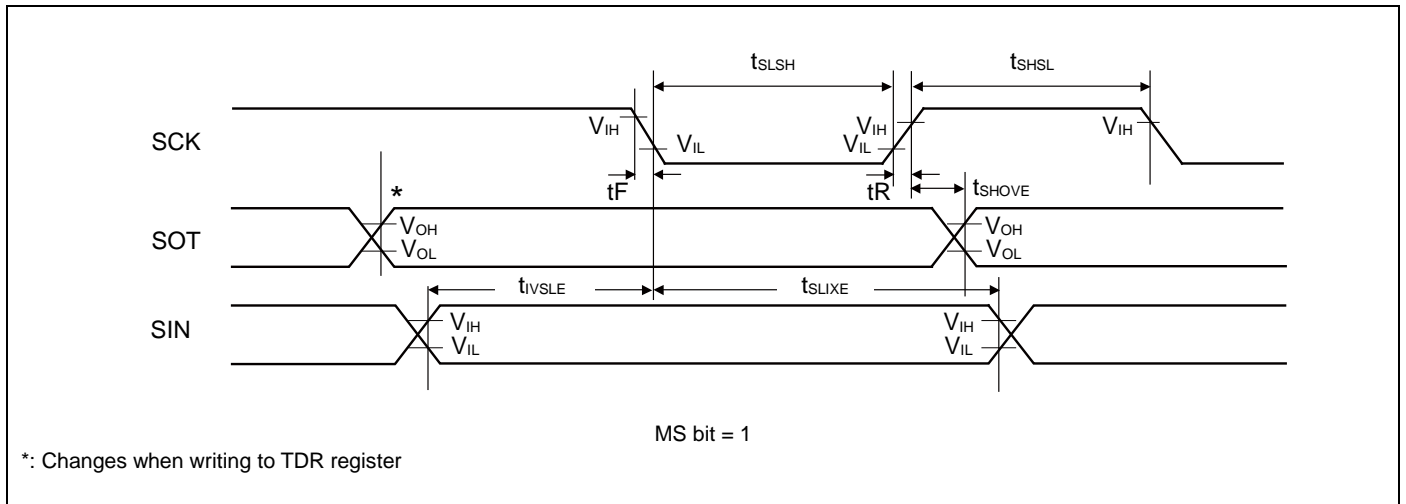 tSLSH tSHSL
SCK VIH VIL VIH VIL VIH
tF tR tSHOVE
*
SOT VOH VOL VOH VOL
tIVSLE tSLIXE
SIN VIH VIL VIH VIL
MS bit = 1
*: Changes when writing to TDR register